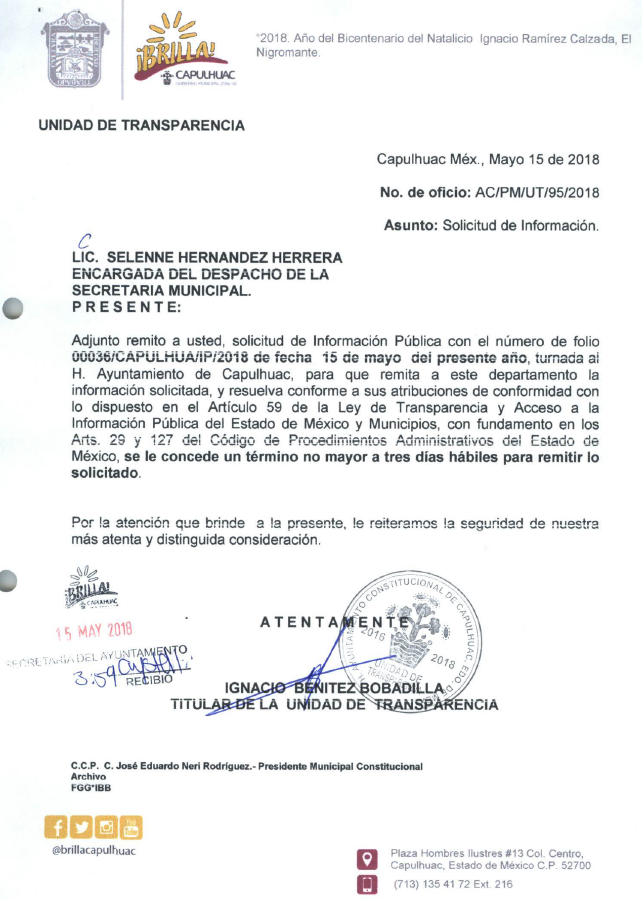 "2018. Año del Bicentenario del Natalicio Ignacio Ramírez Calzada, El
Nigromante.
¡BRILLA!
CAPULHUAC
UNIDAD DE TRANSPARENCIA
Capulhuac Méx., Mayo 15 de 2018
No. de oficio: AC/PM/UT/95/2018
Asunto: Solicitud de Información.
C
LIC. SELENNE HERNANDEZ HERRERA
ENCARGADA DEL DESPACHO DE LA
SECRETARIA MUNICIPAL.
P R E S E N T E:
Adjunto remito a usted, solicitud de Información Pública con el número de folio
00036/CAPULHUA/IP/2018 de fecha 15 de mayo del presente año, turnada al
H. Ayuntamiento de Capulhuac, para que remita a este departamento la
información solicitada, y resuelva conforme a sus atribuciones de conformidad con
lo dispuesto en el Artículo 59 de la Ley de Transparencia y Acceso a la
Información Pública del Estado de México y Municipios, con fundamento en los
Arts. 29 y 127 del Código de Procedimientos Administrativos del Estado de
México, se le concede un término no mayor a tres días hábiles para remitir lo
solicitado.
Por la atención que brinde a la presente, le reiteramos la seguridad de nuestra
más atenta y distinguida consideración.
¡BRILLA!
CAPULHUAC
15 MAY 2018
SECRETARIA DEL AYUNTAMIENTO
3:59
RECIBIO
A T E N T A M E N T E
AYUNTAMIENTO CONSTITUCIONAL DE CAPULHUAC, EDO. DE MEX
2016
2018
UNIDAD DE
IGNACIO BENITEZ BOBADILLA
TITULAR DE LA UNIDAD DE TRANSPARENCIA
C.C.P. C. José Eduardo Neri Rodríguez.- Presidente Municipal Constitucional
Archivo
FGG*IBB
@brillacapulhuac
Plaza Hombres Ilustres #13 Col. Centro,
Capulhuac, Estado de México C.P. 52700
(713) 135 41 72 Ext. 216